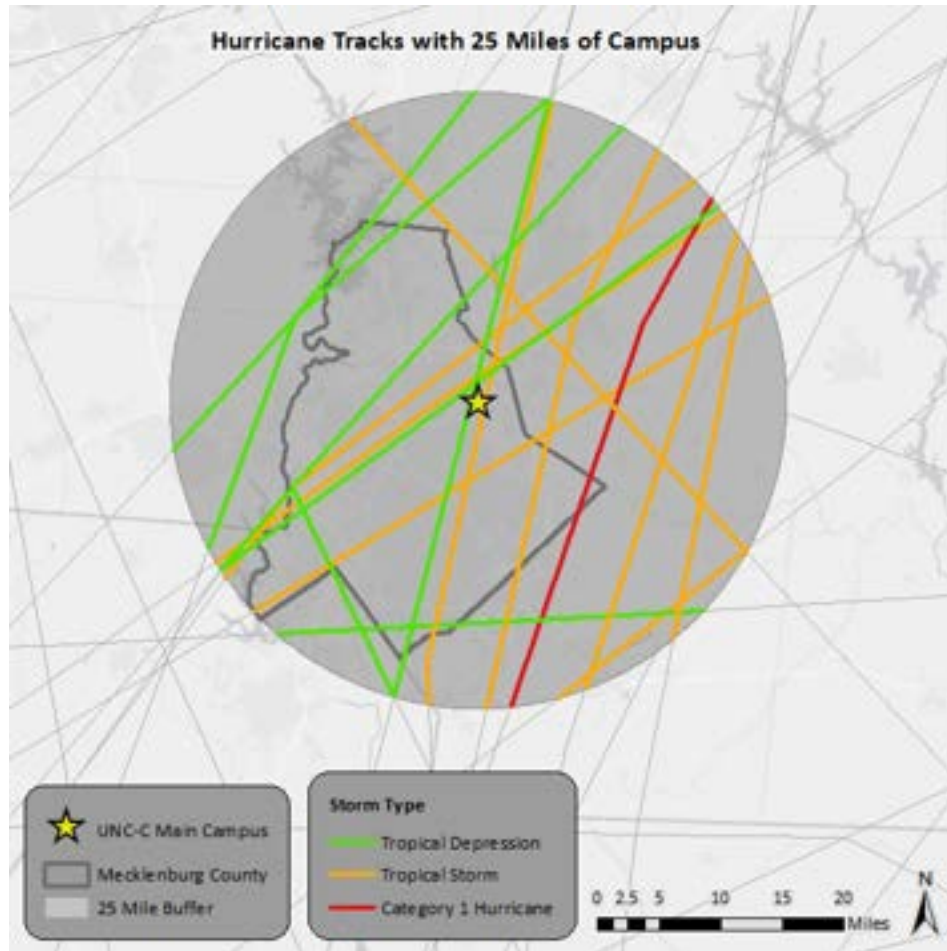 Hurricane Tracks with 25 Miles of Campus
UNC-C Main Campus
Mecklenburg County
25 Mile Buffer
Storm Type
Tropical Depression
Tropical Storm
Category 1 Hurricane
0 2.5 5 10 15 20
Miles
N